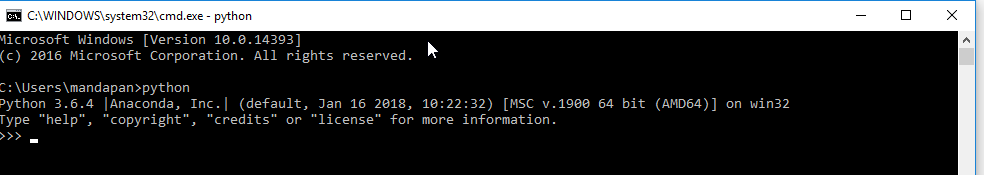 C:\WINDOWS\system32\cmd.exe - python
Microsoft Windows [Version 10.0.14393]
(c) 2016 Microsoft Corporation. All rights reserved.
C:\Users\mandapan>python
Python 3.6.4 |Anaconda, Inc.| (default, Jan 16 2018, 10:22:32) [MSC v.1900 64 bit (AMD64)] on win32
Type "help", "copyright", "credits" or "license" for more information.
>>> _